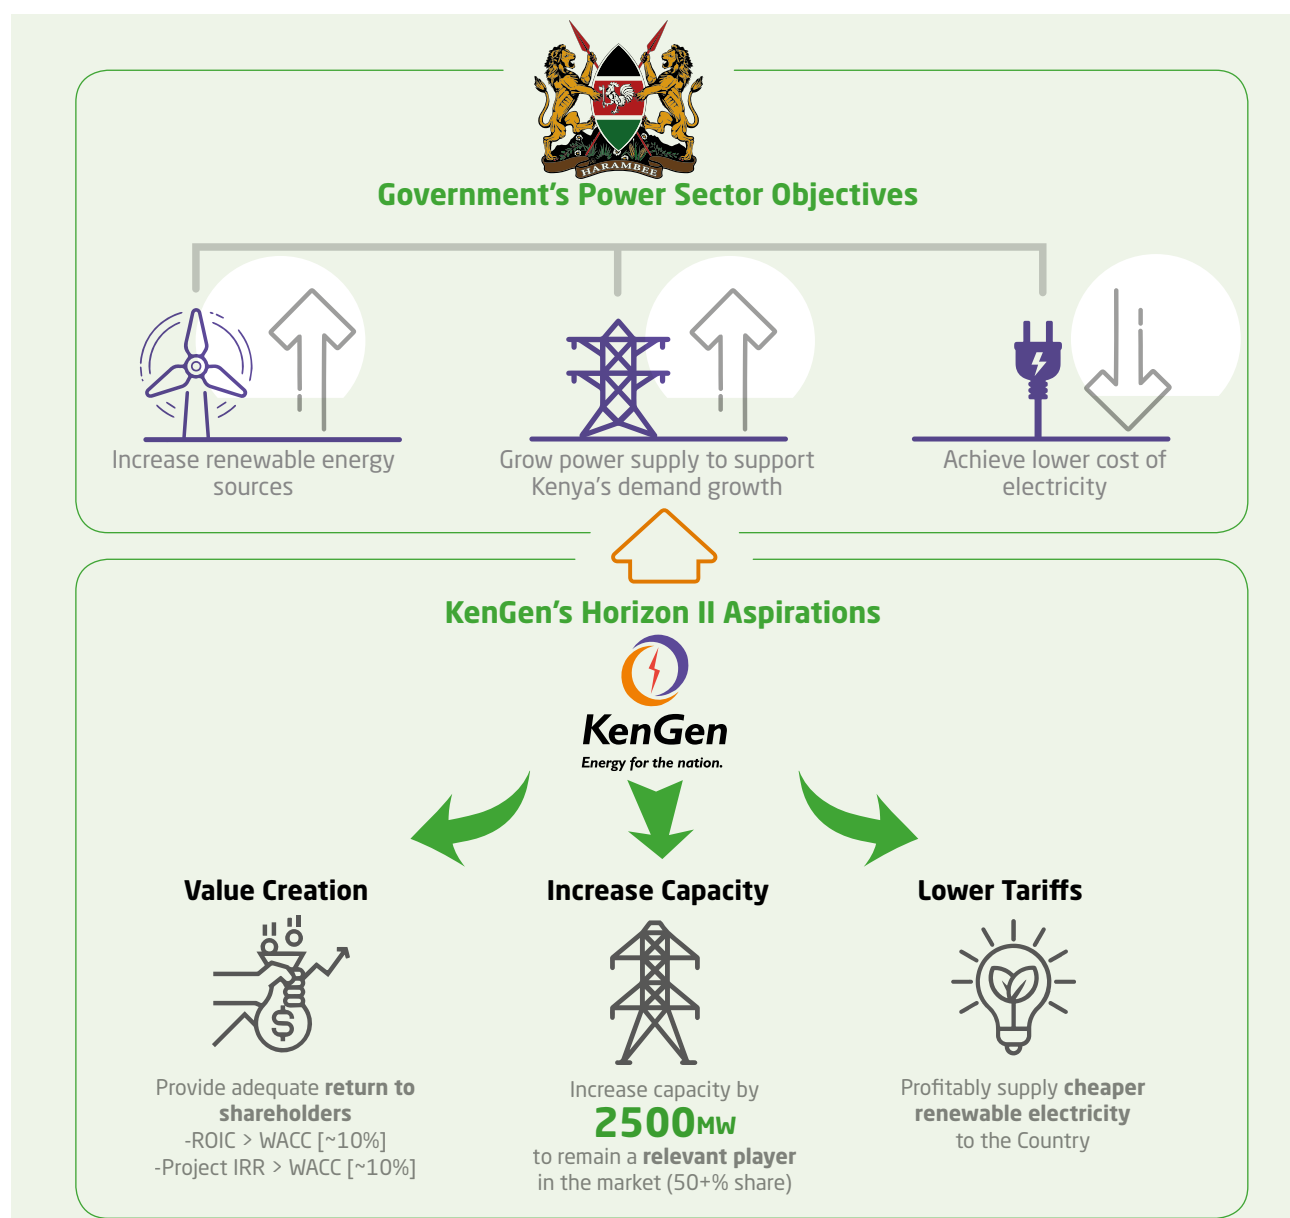 HARAMBEE
Government's Power Sector Objectives
Increase renewable energy
sources
Grow power supply to support
Kenya's demand growth
Achieve lower cost of
electricity
KenGen's Horizon II Aspirations
KenGen
Energy for the nation.
Value Creation
Provide adequate return to
shareholders
-ROIC > WACC [~10%]
-Project IRR > WACC [~10%]
Increase Capacity
Increase capacity by
2500MW
to remain a relevant player
in the market (50+% share)
Lower Tariffs
Profitably supply cheaper
renewable electricity
to the Country